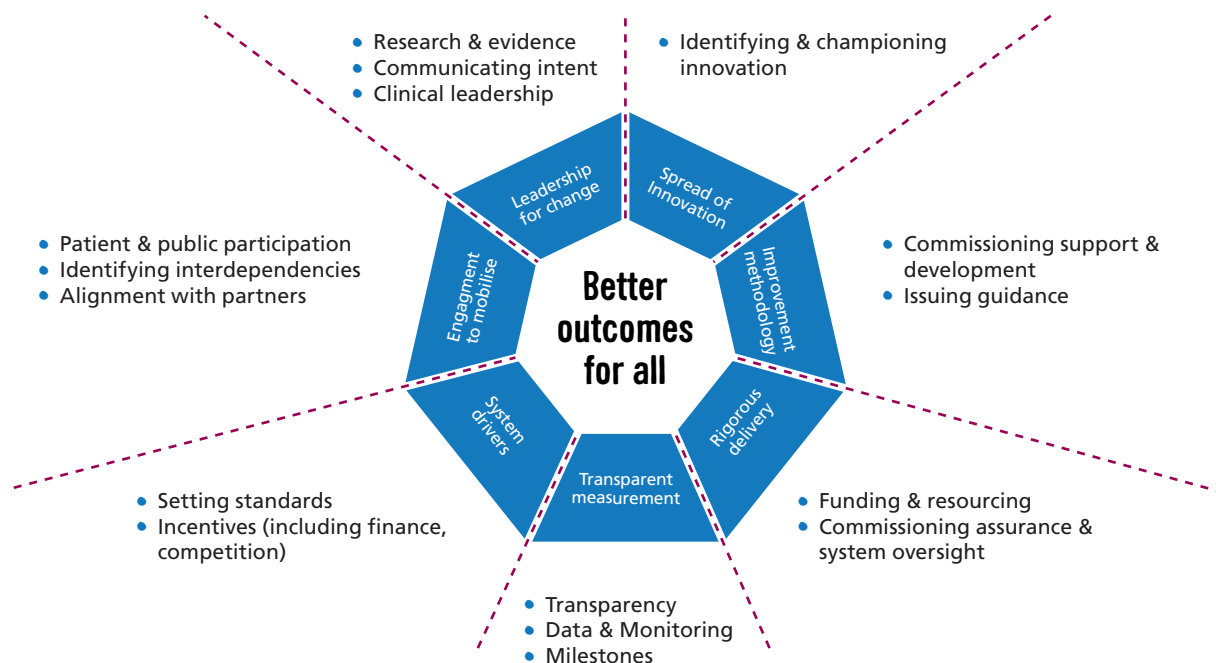 • Research & evidence
• Communicating intent
• Clinical leadership
• Identifying & championing
innovation
Leadership
for change
Spread of
Innovation
• Patient & public participation
• Identifying interdependencies
• Alignment with partners
Engagment
to mobilise
Better
outcomes
for all
Improvement
methodology
• Commissioning support &
development
• Issuing guidance
System
drivers
Transparent
measurement
Rigorous
delivery
• Setting standards
• Incentives (including finance,
competition)
• Transparency
• Data & Monitoring
• Milestones
• Funding & resourcing
• Commissioning assurance &
system oversight